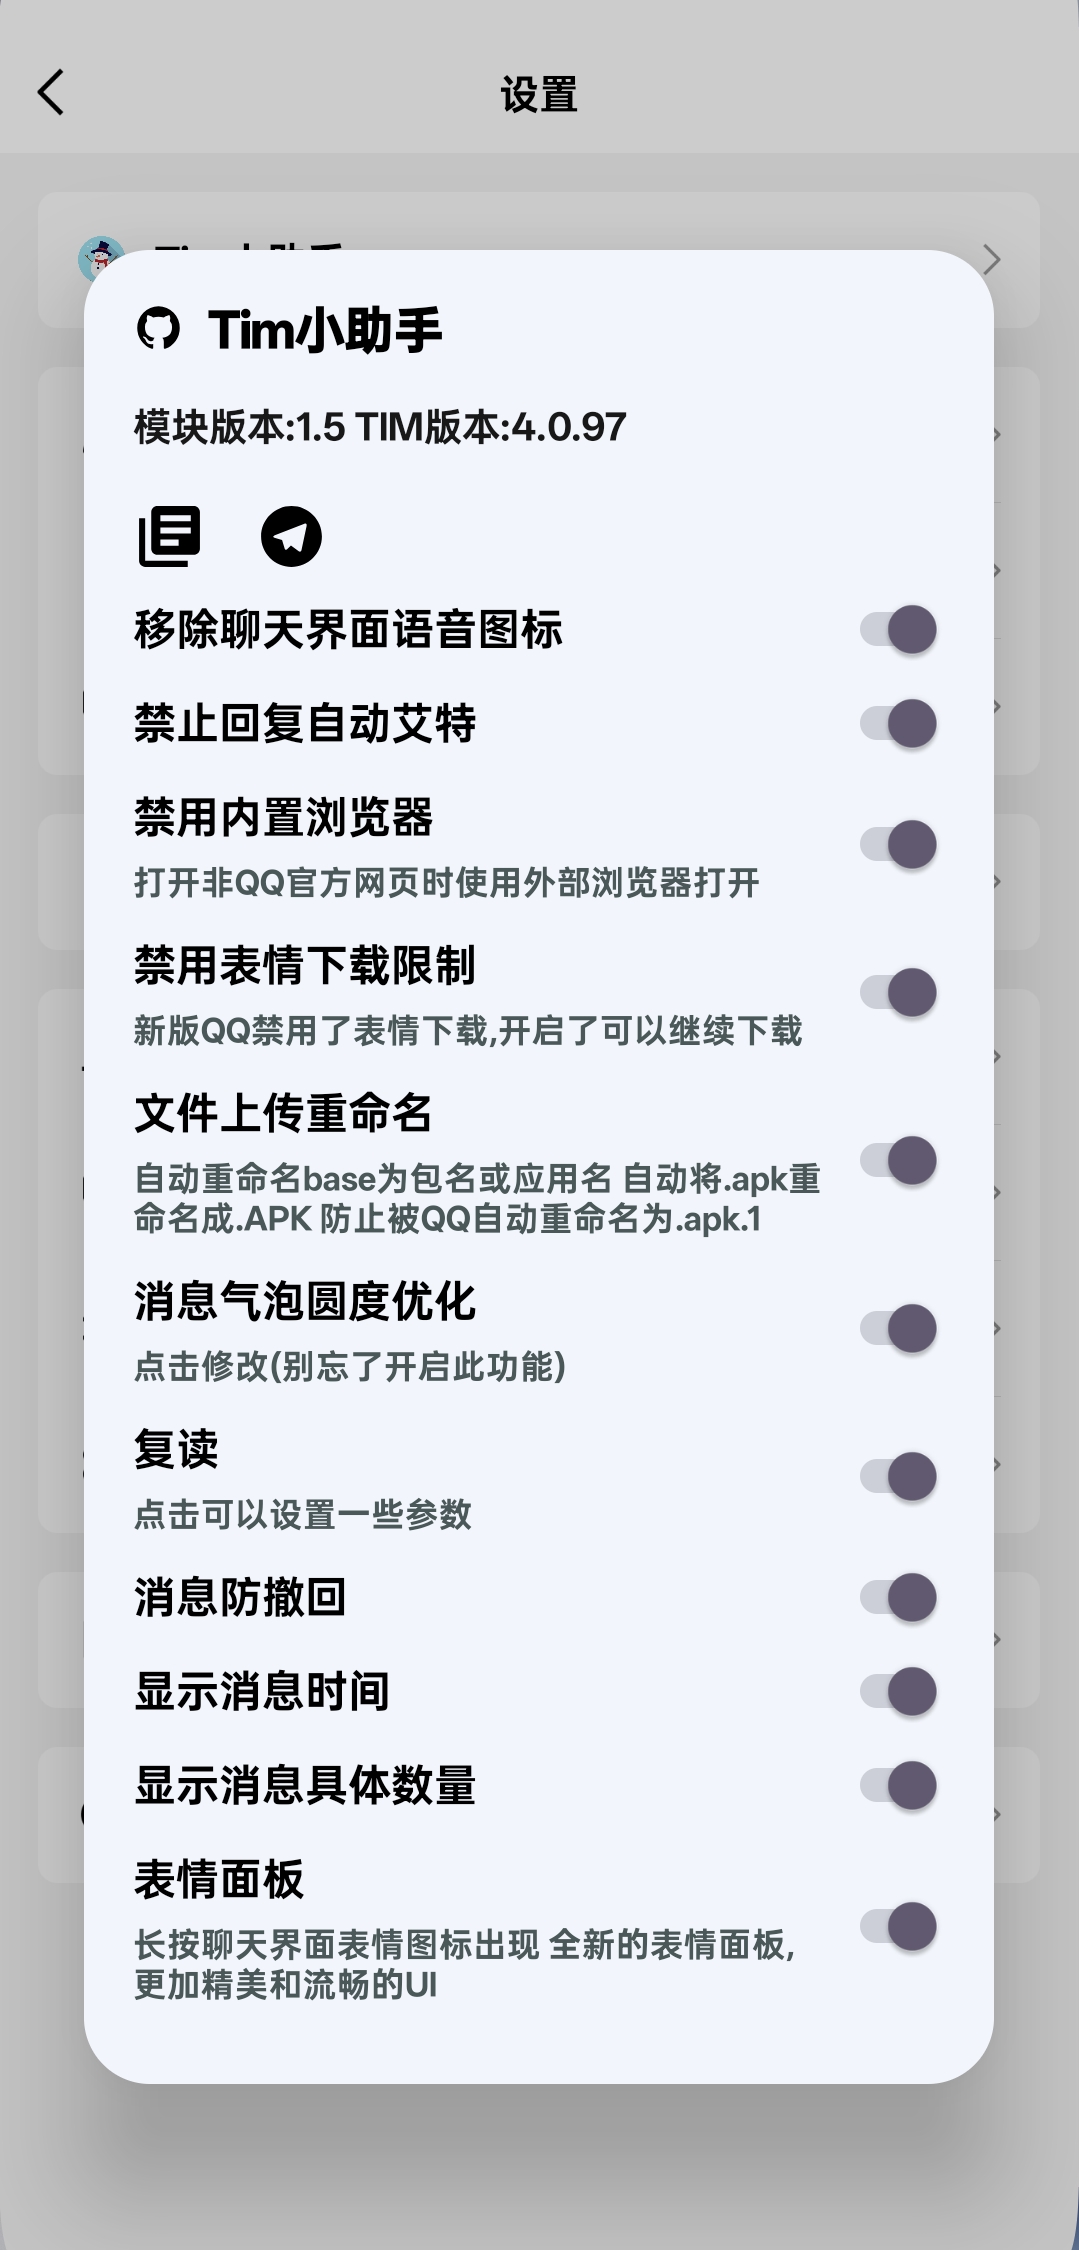 设置
Tim小助手
模块版本:1.5 TIM版本:4.0.97
移除聊天界面语音图标
禁止回复自动艾特
禁用内置浏览器
打开非QQ官方网页时使用外部浏览器打开
禁用表情下载限制
新版QQ禁用了表情下载,开启了可以继续下载
文件上传重命名
自动重命名base为包名或应用名 自动将.apk重
命名成.APK 防止被QQ自动重命名为.apk.1
消息气泡圆度优化
点击修改(别忘了开启此功能)
复读
点击可以设置一些参数
消息防撤回
显示消息时间
显示消息具体数量
表情面板
长按聊天界面表情图标出现 全新的表情面板,
更加精美和流畅的UI